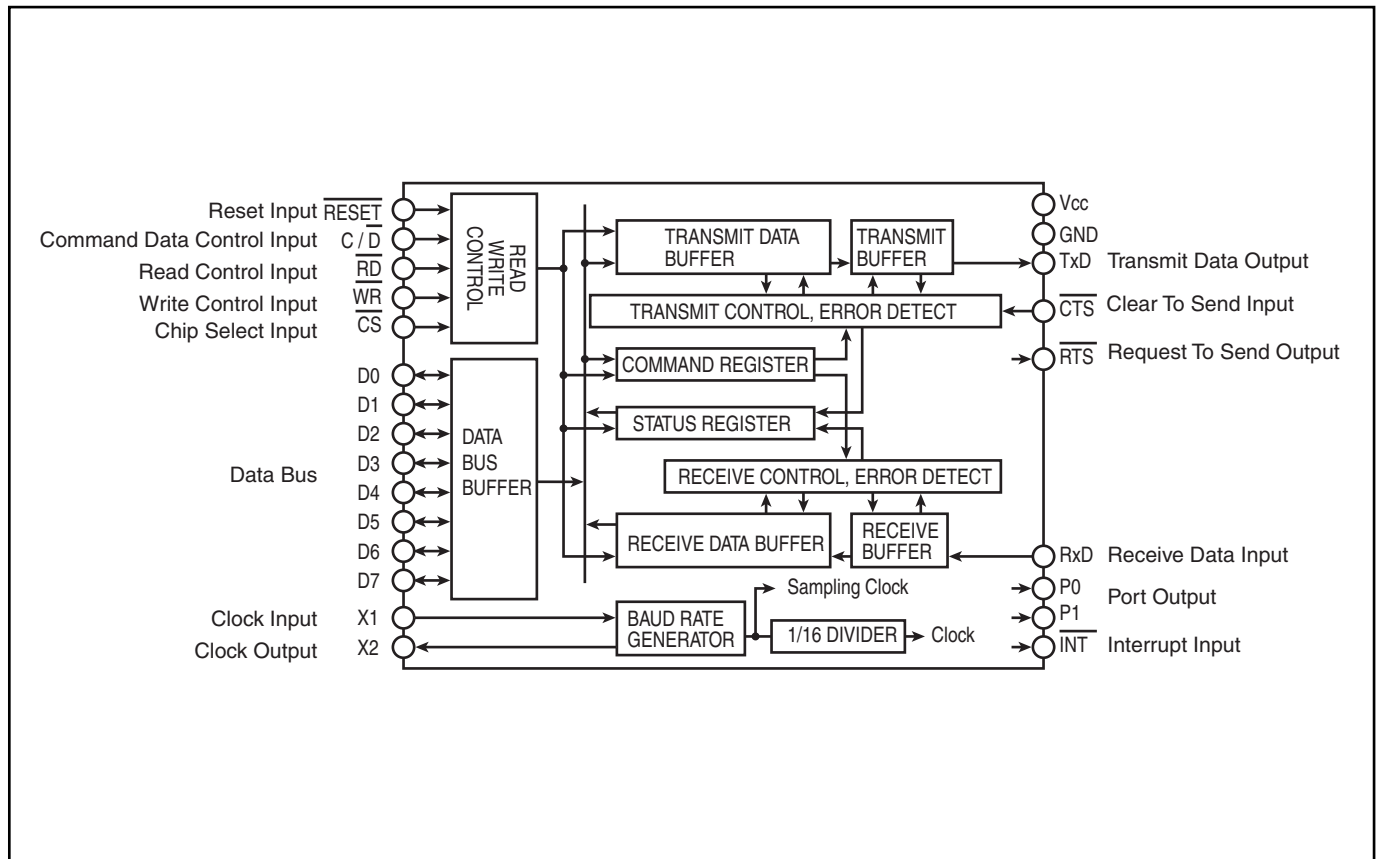 Reset Input RESET
Command Data Control Input C / D
Read Control Input RD
Write Control Input WR
Chip Select Input CS
READ
WRITE
CONTROL
Data Bus
D0
D1
D2
D3
D4
D5
D6
D7
DATA
BUS
BUFFER
Clock Input X1
Clock Output X2
TRANSMIT DATA
BUFFER
TRANSMIT
BUFFER
TRANSMIT CONTROL, ERROR DETECT
COMMAND REGISTER
STATUS REGISTER
RECEIVE CONTROL, ERROR DETECT
RECEIVE DATA BUFFER
RECEIVE
BUFFER
Sampling Clock
BAUD RATE
GENERATOR
1/16 DIVIDER
Clock
Vcc
GND
TxD Transmit Data Output
CTS Clear To Send Input
RTS Request To Send Output
RxD Receive Data Input
P0
Port Output
P1
INT Interrupt Input